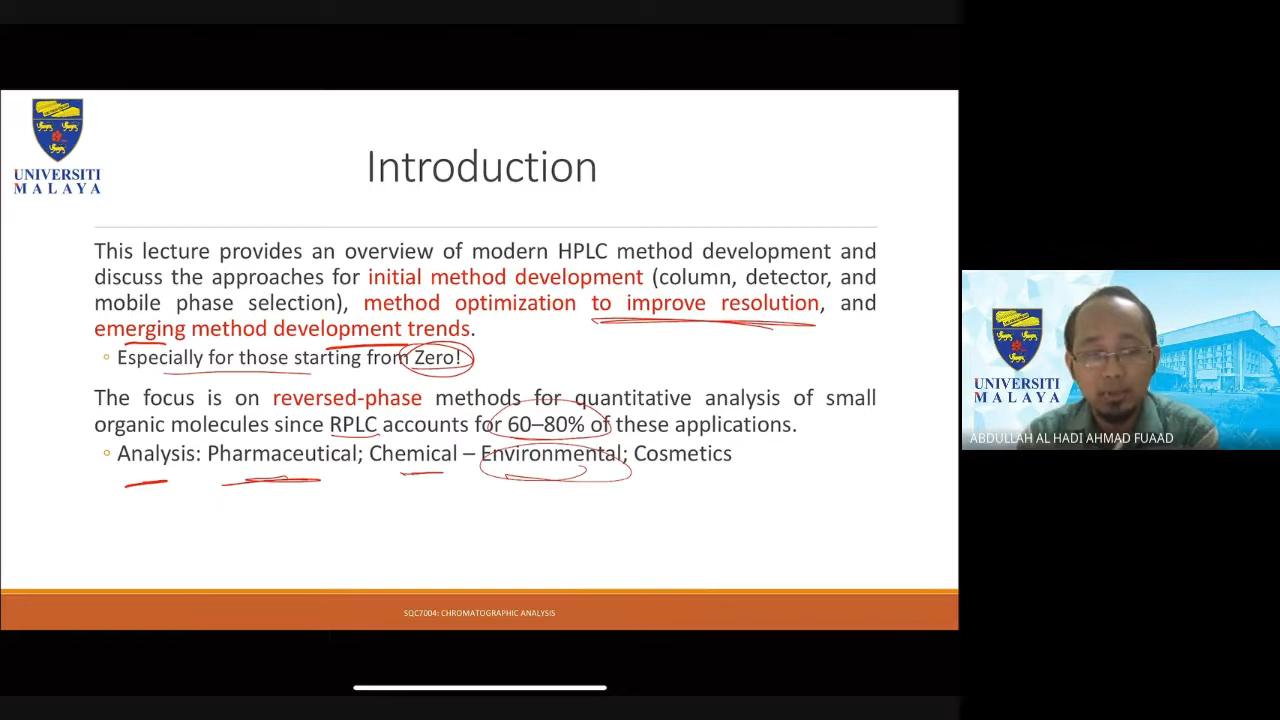 UNIVERSITI
MALAYA
Introduction
This lecture provides an overview of modern HPLC method development and
discuss the approaches for initial method development (column, detector, and
mobile phase selection), method optimization to improve resolution, and
emerging method development trends.
Especially for those starting from Zero!
The focus is on reversed-phase methods for quantitative analysis of small
organic molecules since RPLC accounts for 60–80% of these applications.
Analysis: Pharmaceutical; Chemical – Environmental; Cosmetics
SQC7004: CHROMATOGRAPHIC ANALYSIS
UNIVERSITI
MALAYA
ABDULLAH AL HADI AHMAD FUAAD